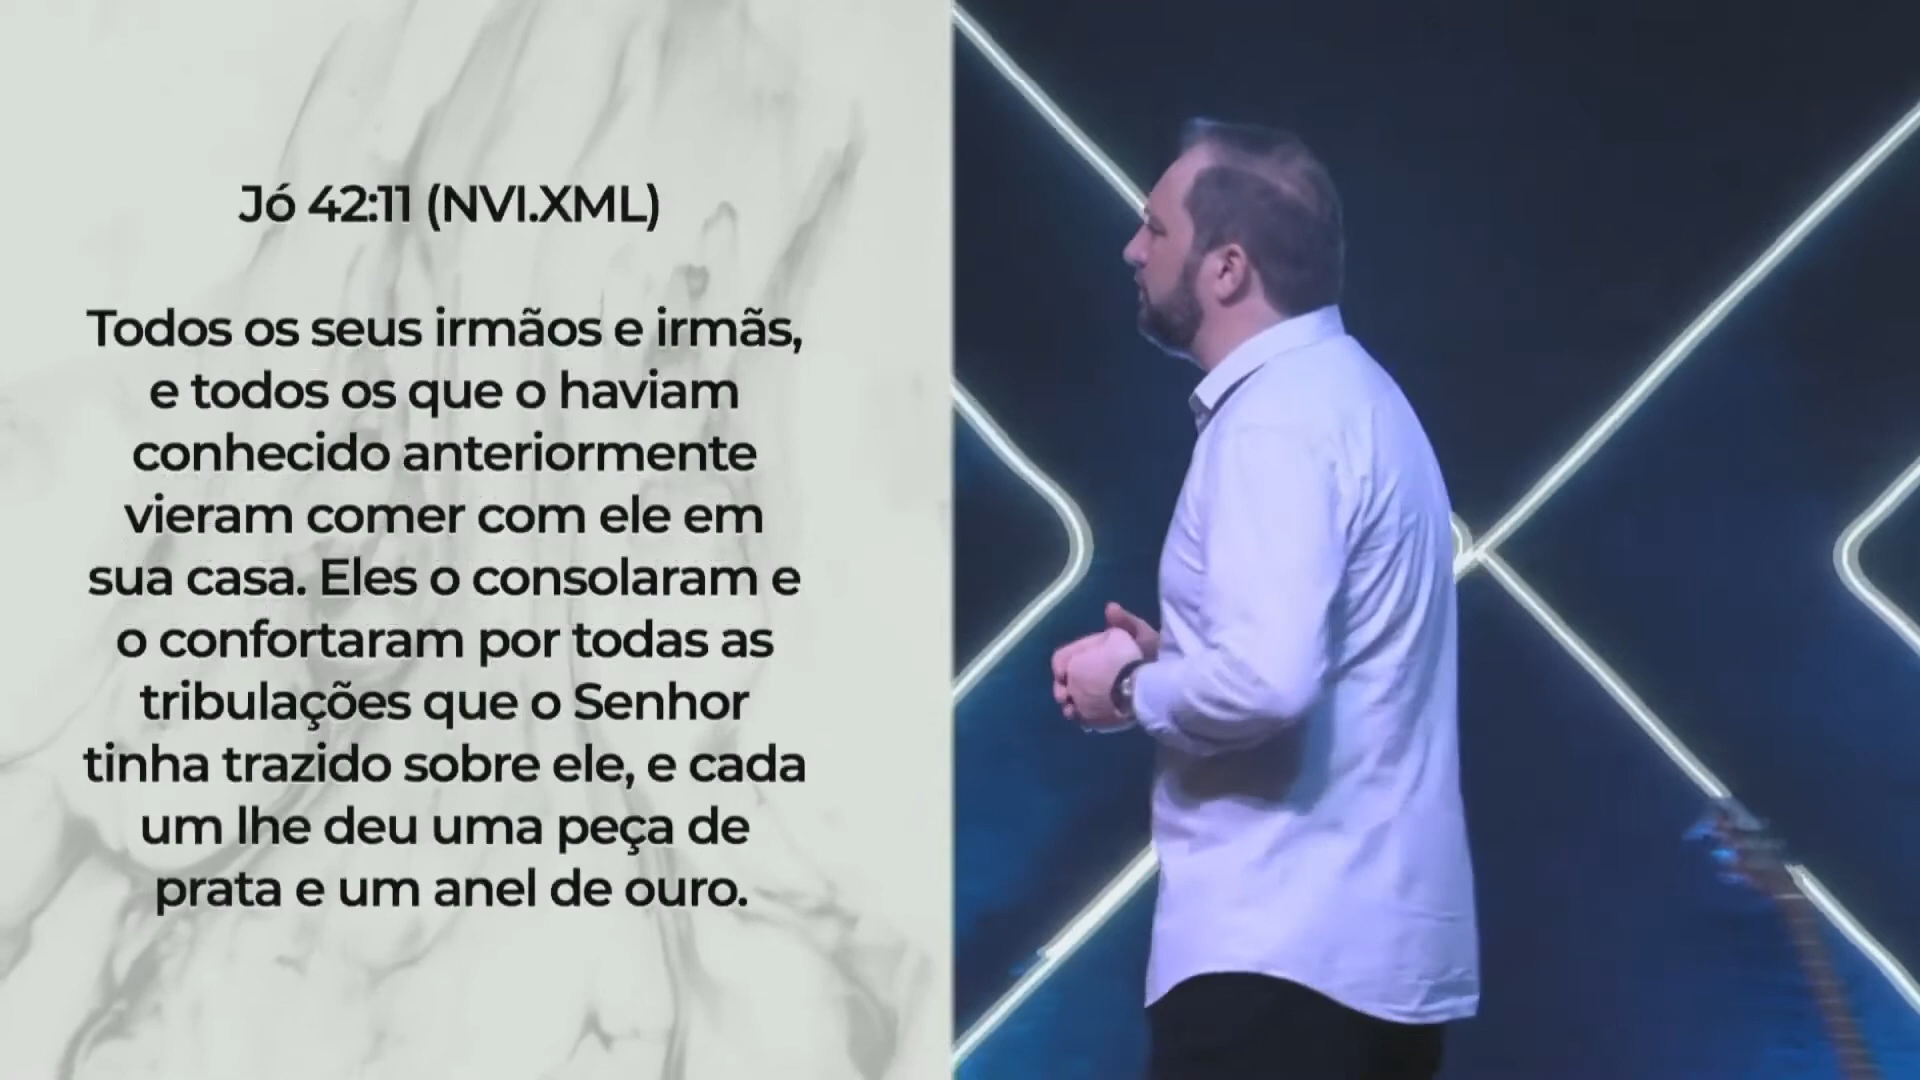 Jó 42:11 (NVI.XML)
Todos os seus irmãos e irmãs,
e todos os que o haviam
conhecido anteriormente
vieram comer com ele em
sua casa. Eles o consolaram e
o confortaram por todas as
tribulações que o Senhor
tinha trazido sobre ele, e cada
um lhe deu uma peça de
prata e um anel de ouro.